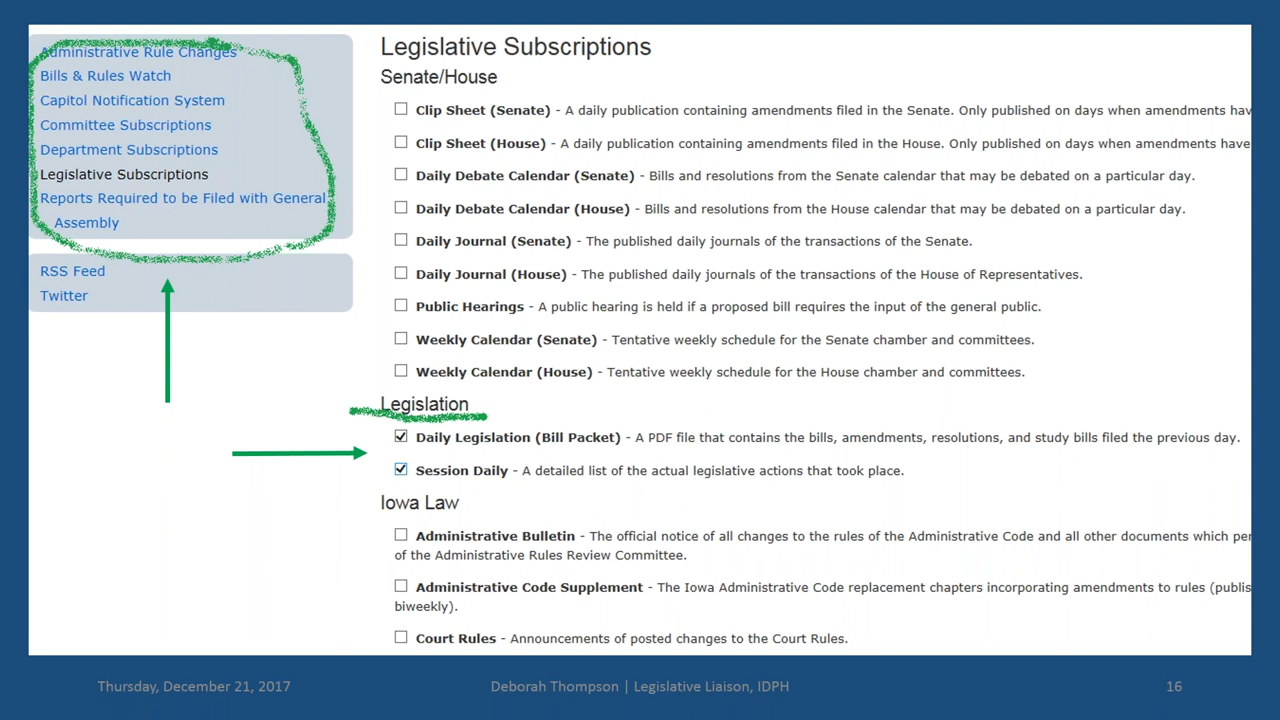 Administrative Rule Changes
Bills & Rules Watch
Capitol Notification System
Committee Subscriptions
Department Subscriptions
Legislative Subscriptions
Reports Required to be Filed with General
Assembly
RSS Feed
Twitter
Legislative Subscriptions
Senate/House
Clip Sheet (Senate) - A daily publication containing amendments filed in the Senate. Only published on days when amendments hav
Clip Sheet (House) - A daily publication containing amendments filed in the House. Only published on days when amendments have
Daily Debate Calendar (Senate) - Bills and resolutions from the Senate calendar that may be debated on a particular day.
Daily Debate Calendar (House) - Bills and resolutions from the House calendar that may be debated on a particular day.
Daily Journal (Senate) - The published daily journals of the transactions of the Senate.
Daily Journal (House) - The published daily journals of the transactions of the House of Representatives.
Public Hearings - A public hearing is held if a proposed bill requires the input of the general public.
Weekly Calendar (Senate) - Tentative weekly schedule for the Senate chamber and committees.
Weekly Calendar (House) - Tentative weekly schedule for the House chamber and committees.
Legislation
Daily Legislation (Bill Packet) - A PDF file that contains the bills, amendments, resolutions, and study bills filed the previous day.
Session Daily - A detailed list of the actual legislative actions that took place.
Iowa Law
Administrative Bulletin - The official notice of all changes to the rules of the Administrative Code and all other documents which per
of the Administrative Rules Review Committee.
Administrative Code Supplement - The Iowa Administrative Code replacement chapters incorporating amendments to rules (publis
biweekly).
Court Rules - Announcements of posted changes to the Court Rules.
Thursday, December 21, 2017
Deborah Thompson | Legislative Liaison, IDPH
16